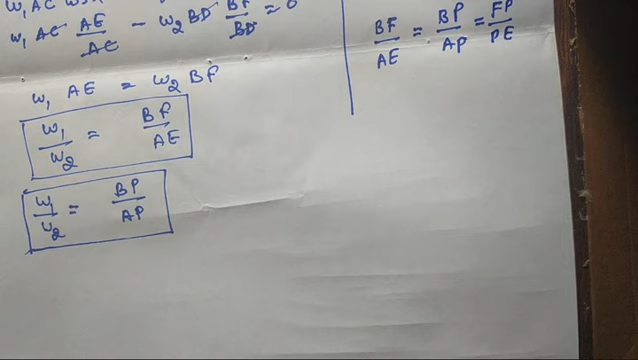 w₁ AC
w₁ AC AE/AC - w₂ BD BF/BD = 0
w₁ AE = w₂ BF
w₁/w₂ = BF/AE
w₁/w₂ = BP/AP
BF/AE = BP/AP = FP/PE